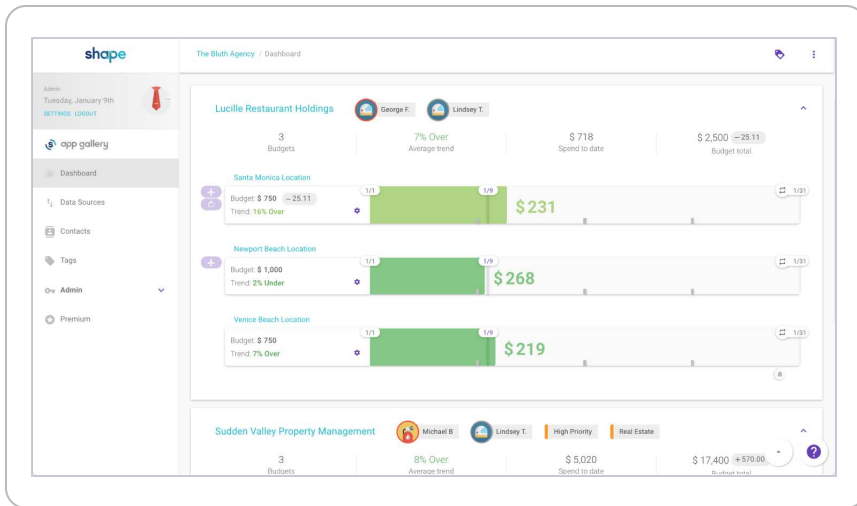 shape
The Bluth Agency / Dashboard
Admin
Tuesday, January 9th
SETTINGS LOGOUT
app gallery
Dashboard
Data Sources
Contacts
Tags
Admin
Premium
Lucille Restaurant Holdings George F. Lindsey T.
3 7% Over $ 718 $ 2,500 −25.11
Budgets Average trend Spend to date Budget total
Santa Monica Location
1/1 1/9 1/31
Budget: $ 750 −25.11
Trend: 16% Over
$231
Newport Beach Location
1/1 1/9 1/31
Budget: $ 1,000
Trend: 2% Under
$268
Venice Beach Location
1/1 1/9 1/31
Budget: $ 750
Trend: 7% Over
$219
Sudden Valley Property Management Michael B Lindsey T. High Priority Real Estate
3 8% Over $ 5,020 $ 17,400 +570.00
Budgets Average trend Spend to date Budget total